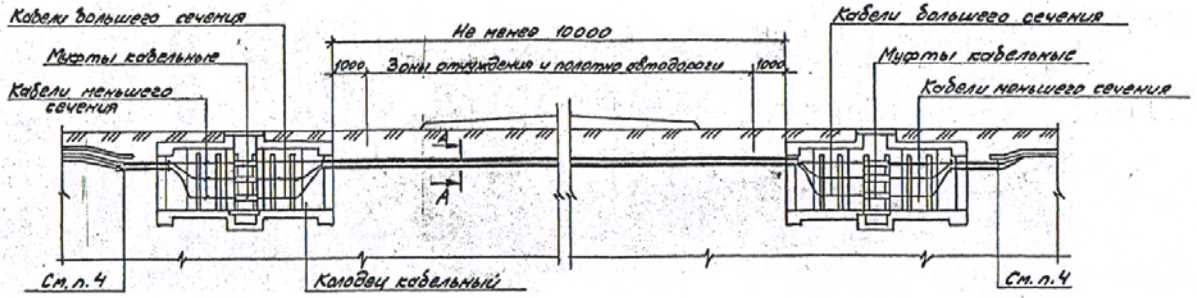 Кабели большего сечения
Муфты кабельные
Кабели меньшего
сечения
Не менее 10000
1000 Зоны отчуждения и полотно автодороги 1000
Кабели большего сечения
Муфты кабельные
Кабели меньшего сечения
А
А
См. п. 4
Колодец кабельный
См. п. 4